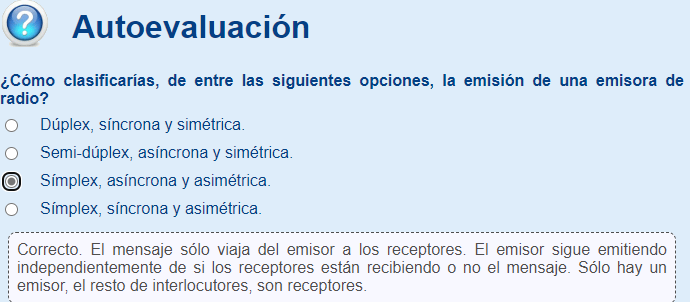 Autoevaluación
¿Cómo clasificarías, de entre las siguientes opciones, la emisión de una emisora de
radio?
Dúplex, síncrona y simétrica.
Semi-dúplex, asíncrona y simétrica.
Símplex, asíncrona y asimétrica.
Símplex, síncrona y asimétrica.
Correcto. El mensaje sólo viaja del emisor a los receptores. El emisor sigue emitiendo
independientemente de si los receptores están recibiendo o no el mensaje. Sólo hay un
emisor, el resto de interlocutores, son receptores.